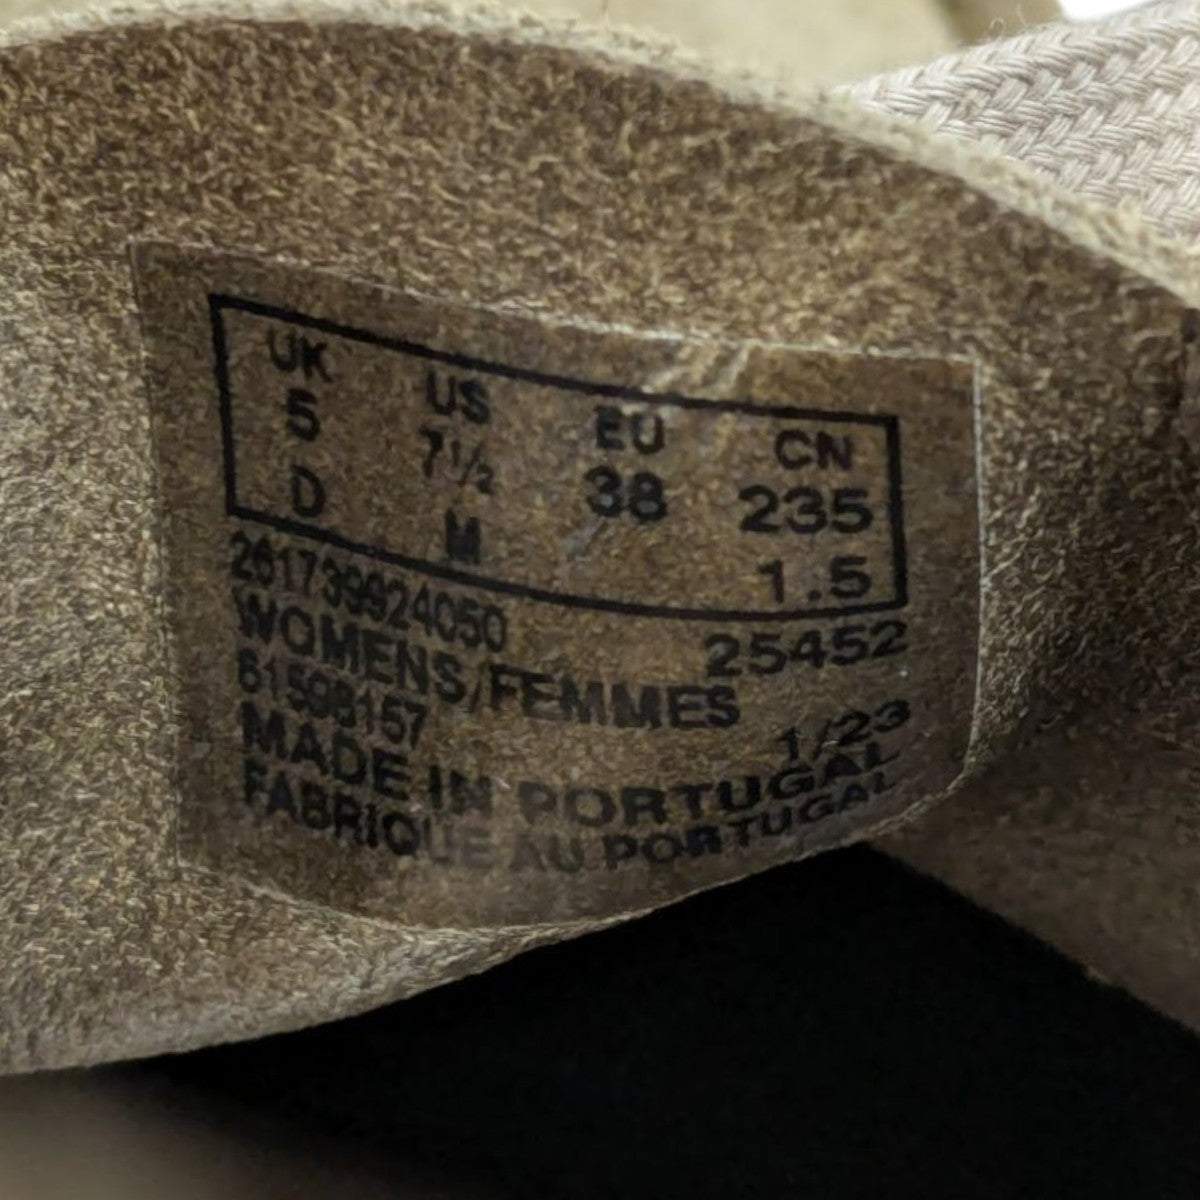 UK US EU CN
5 7½ 38 235
D M 1.5
261739924050 25452
WOMENS/FEMMES
61598157 1/23
MADE IN PORTUGAL
FABRIQUE AU PORTUGAL